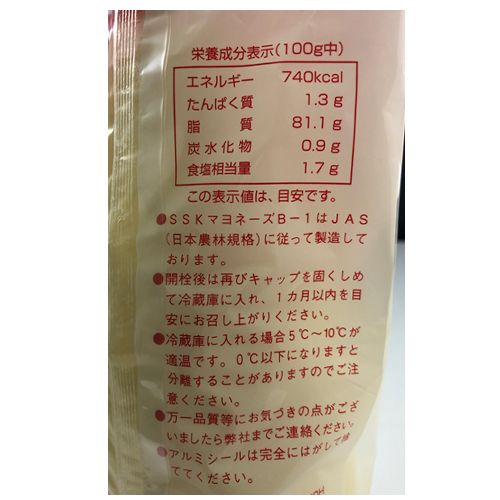 栄養成分表示(100g中)
エネルギー 740kcal
たんぱく質 1.3g
脂質 81.1g
炭水化物 0.9g
食塩相当量 1.7g
この表示値は、目安です。
●SSKマヨネーズB-1はJAS
(日本農林規格)に従って製造して
おります。
●開栓後は再びキャップを固くしめ
て冷蔵庫に入れ、1カ月以内を目
安にお召し上がりください。
●冷蔵庫に入れる場合5℃〜10℃が
適温です。0℃以下になりますと
分離することがありますのでご注
意ください。
●万一品質等にお気づきの点がござ
いましたら弊社までご連絡ください。
●アルミシールは完全にはがして捨
ててください。